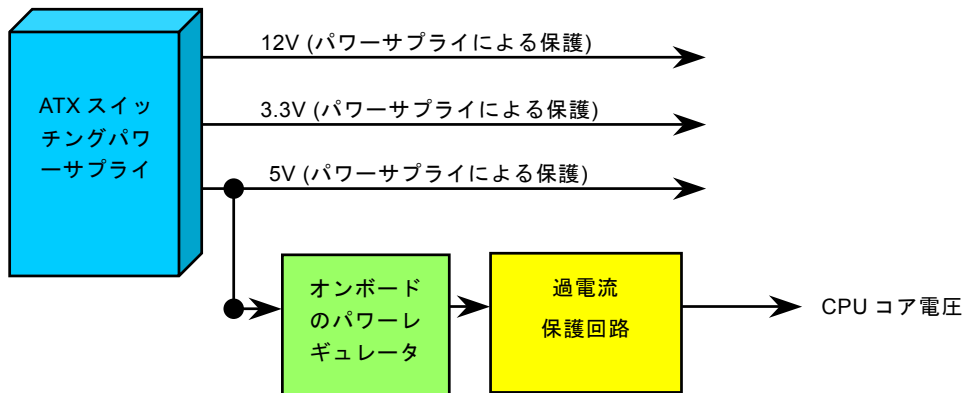 12V (パワーサプライによる保護)
ATX スイッ
チングパワ
ーサプライ
3.3V (パワーサプライによる保護)
5V (パワーサプライによる保護)
オンボード
のパワーレ
ギュレータ
過電流
保護回路
CPU コア電圧